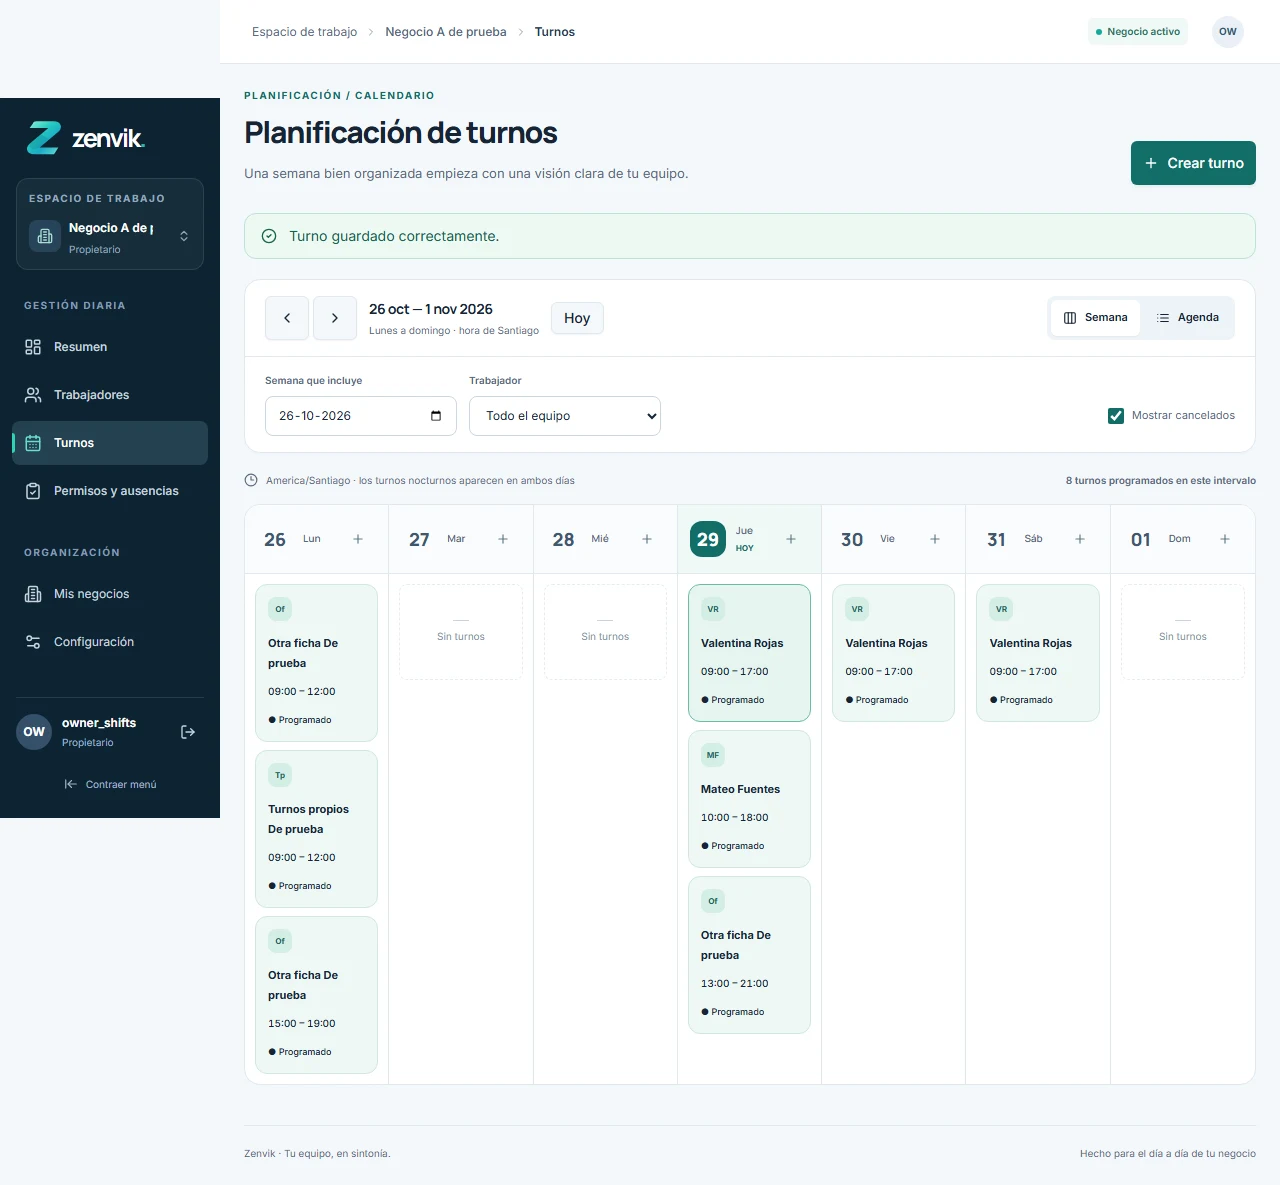 Espacio de trabajo
Negocio A de prueba
Turnos
Negocio activo
OW
zenvik.
ESPACIO DE TRABAJO
Negocio A de
Propietario
GESTIÓN DIARIA
Resumen
Trabajadores
Turnos
Permisos y ausencias
ORGANIZACIÓN
Mis negocios
Configuración
OW
owner_shifts
Propietario
Contraer menú
PLANIFICACIÓN / CALENDARIO
Planificación de turnos
Una semana bien organizada empieza con una visión clara de tu equipo.
Crear turno
Turno guardado correctamente.
26 oct — 1 nov 2026
Lunes a domingo · hora de Santiago
Hoy
Semana
Agenda
Semana que incluye
26-10-2026
Trabajador
Todo el equipo
Mostrar cancelados
America/Santiago · los turnos nocturnos aparecen en ambos días
8 turnos programados en este intervalo
26 Lun
Of
Otra ficha De
prueba
09:00 – 12:00
Programado
Tp
Turnos propios
De prueba
09:00 – 12:00
Programado
Of
Otra ficha De
prueba
15:00 – 19:00
Programado
27 Mar
Sin turnos
28 Mié
Sin turnos
29 Jue
HOY
VR
Valentina Rojas
09:00 – 17:00
Programado
MF
Mateo Fuentes
10:00 – 18:00
Programado
Of
Otra ficha De
prueba
13:00 – 21:00
Programado
30 Vie
VR
Valentina Rojas
09:00 – 17:00
Programado
31 Sáb
VR
Valentina Rojas
09:00 – 17:00
Programado
01 Dom
Sin turnos
Zenvik · Tu equipo, en sintonía.
Hecho para el día a día de tu negocio